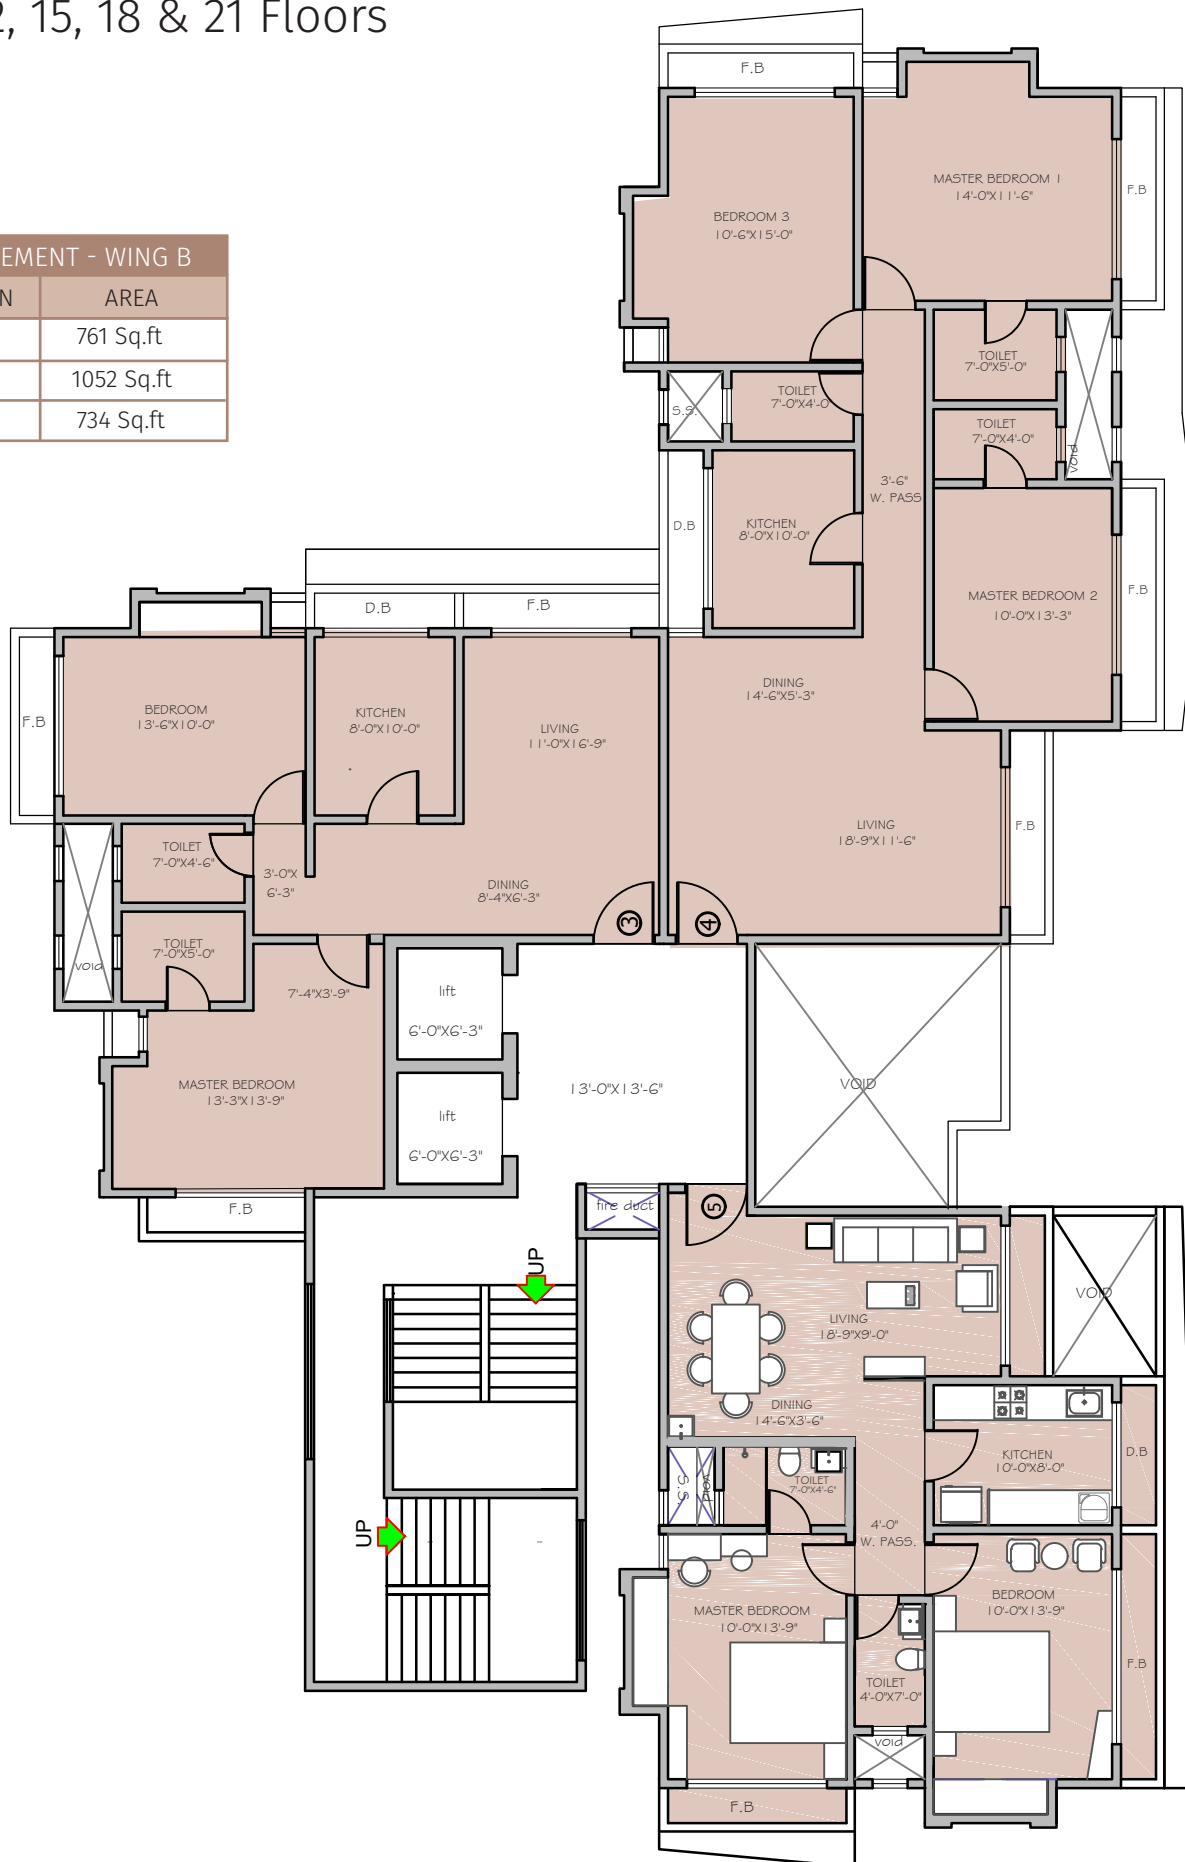 2, 15, 18 & 21 Floors
EMENT - WING B
N AREA
761 Sq.ft
1052 Sq.ft
734 Sq.ft
F.B
MASTER BEDROOM 1
14'-0"X11'-6"
F.B
BEDROOM 3
10'-6"X15'-0"
TOILET
7'-0"X5'-0"
TOILET
7'-0"X4'-0"
S.S.
TOILET
7'-0"X4'-0"
void
3'-6"
W. PASS
D.B
KITCHEN
8'-0"X10'-0"
MASTER BEDROOM 2
10'-0"X13'-3"
F.B
D.B
F.B
DINING
14'-6"X5'-3"
F.B
BEDROOM
13'-6"X10'-0"
KITCHEN
8'-0"X10'-0"
LIVING
11'-0"X16'-9"
LIVING
18'-9"X11'-6"
F.B
TOILET
7'-0"X4'-6"
3'-0"X
6'-3"
DINING
8'-4"X6'-3"
3
4
TOILET
7'-0"X5'-0"
void
7'-4"X3'-9"
lift
6'-0"X6'-3"
MASTER BEDROOM
13'-3"X13'-9"
13'-0"X13'-6"
VOID
lift
6'-0"X6'-3"
F.B
fire duct
5
UP
VOID
LIVING
18'-9"X9'-0"
DINING
14'-6"X3'-6"
KITCHEN
10'-0"X8'-0"
D.B
S.S.
void
TOILET
7'-0"X4'-6"
UP
4'-0"
W. PASS.
MASTER BEDROOM
10'-0"X13'-9"
BEDROOM
10'-0"X13'-9"
F.B
TOILET
4'-0"X7'-0"
void
F.B